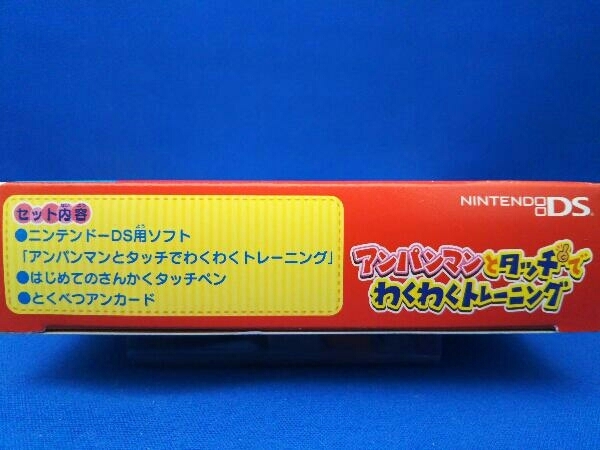 セット内容
●ニンテンドーDS用ソフト
「アンパンマンとタッチでわくわくトレーニング」
●はじめてのさんかくタッチペン
●とくべつアンカード
NINTENDO DS
アンパンマンとタッチで
わくわくトレーニング